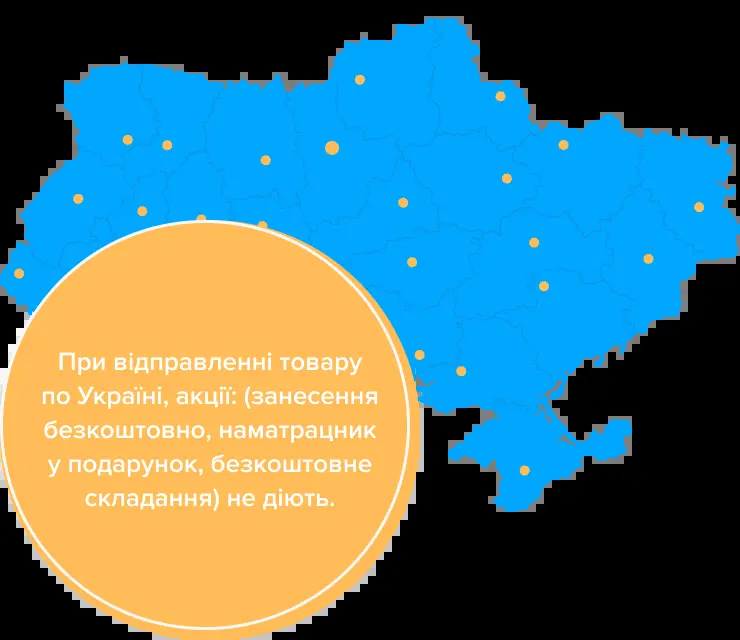 При відправленні товару
по Україні, акції: (занесення
безкоштовно, наматрацник
у подарунок, безкоштовне
складання) не діють.